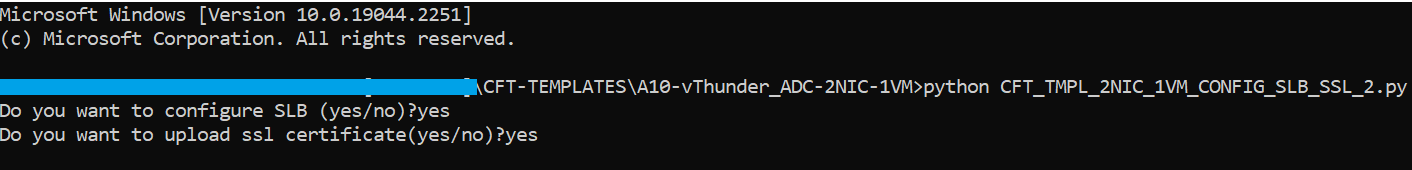 Microsoft Windows [Version 10.0.19044.2251]
(c) Microsoft Corporation. All rights reserved.
\CFT-TEMPLATES\A10-vThunder_ADC-2NIC-1VM>python CFT_TMPL_2NIC_1VM_CONFIG_SLB_SSL_2.py
Do you want to configure SLB (yes/no)?yes
Do you want to upload ssl certificate(yes/no)?yes